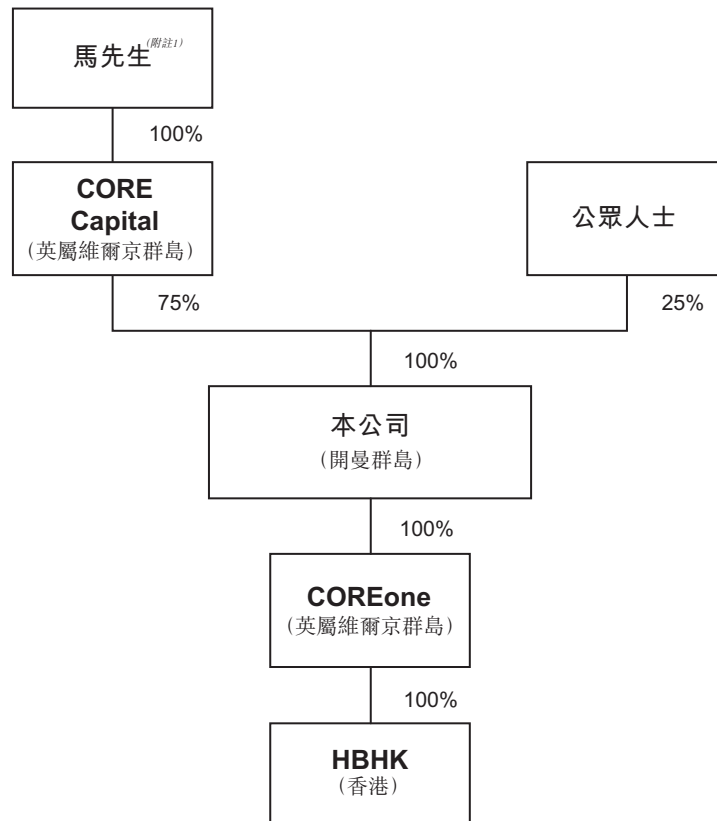 馬先生(附註1)
100%
CORE
Capital
(英屬維爾京群島)
公眾人士
75%
25%
100%
本公司
(開曼群島)
100%
COREone
(英屬維爾京群島)
100%
HBHK
(香港)